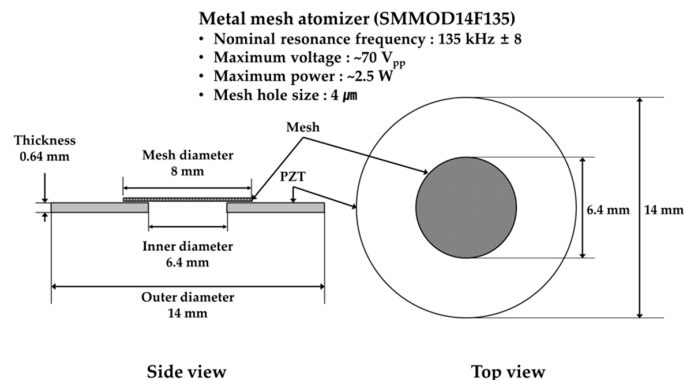 Metal mesh atomizer (SMMOD14F135)
• Nominal resonance frequency : 135 kHz ± 8
• Maximum voltage : ~70 Vpp
• Maximum power : ~2.5 W
• Mesh hole size : 4 ㎛
Thickness
0.64 mm
Mesh diameter
8 mm
Mesh
PZT
Inner diameter
6.4 mm
Outer diameter
14 mm
6.4 mm
14 mm
Side view
Top view